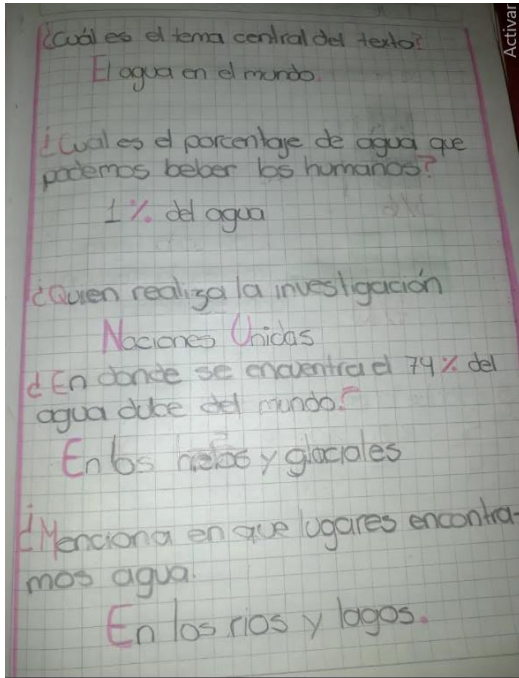 ¿Cuál es el tema central del texto?
El agua en el mundo.
¿Cual es el porcentaje de agua que
podemos beber los humanos?
1% del agua
¿Quien realiza la investigación
Naciones Unidas
¿En donde se encuentra el 74% del
agua dulce del mundo?
En los hielos y glaciales
¿Menciona en que lugares encontra-
mos agua.
En los rios y lagos.
Activar